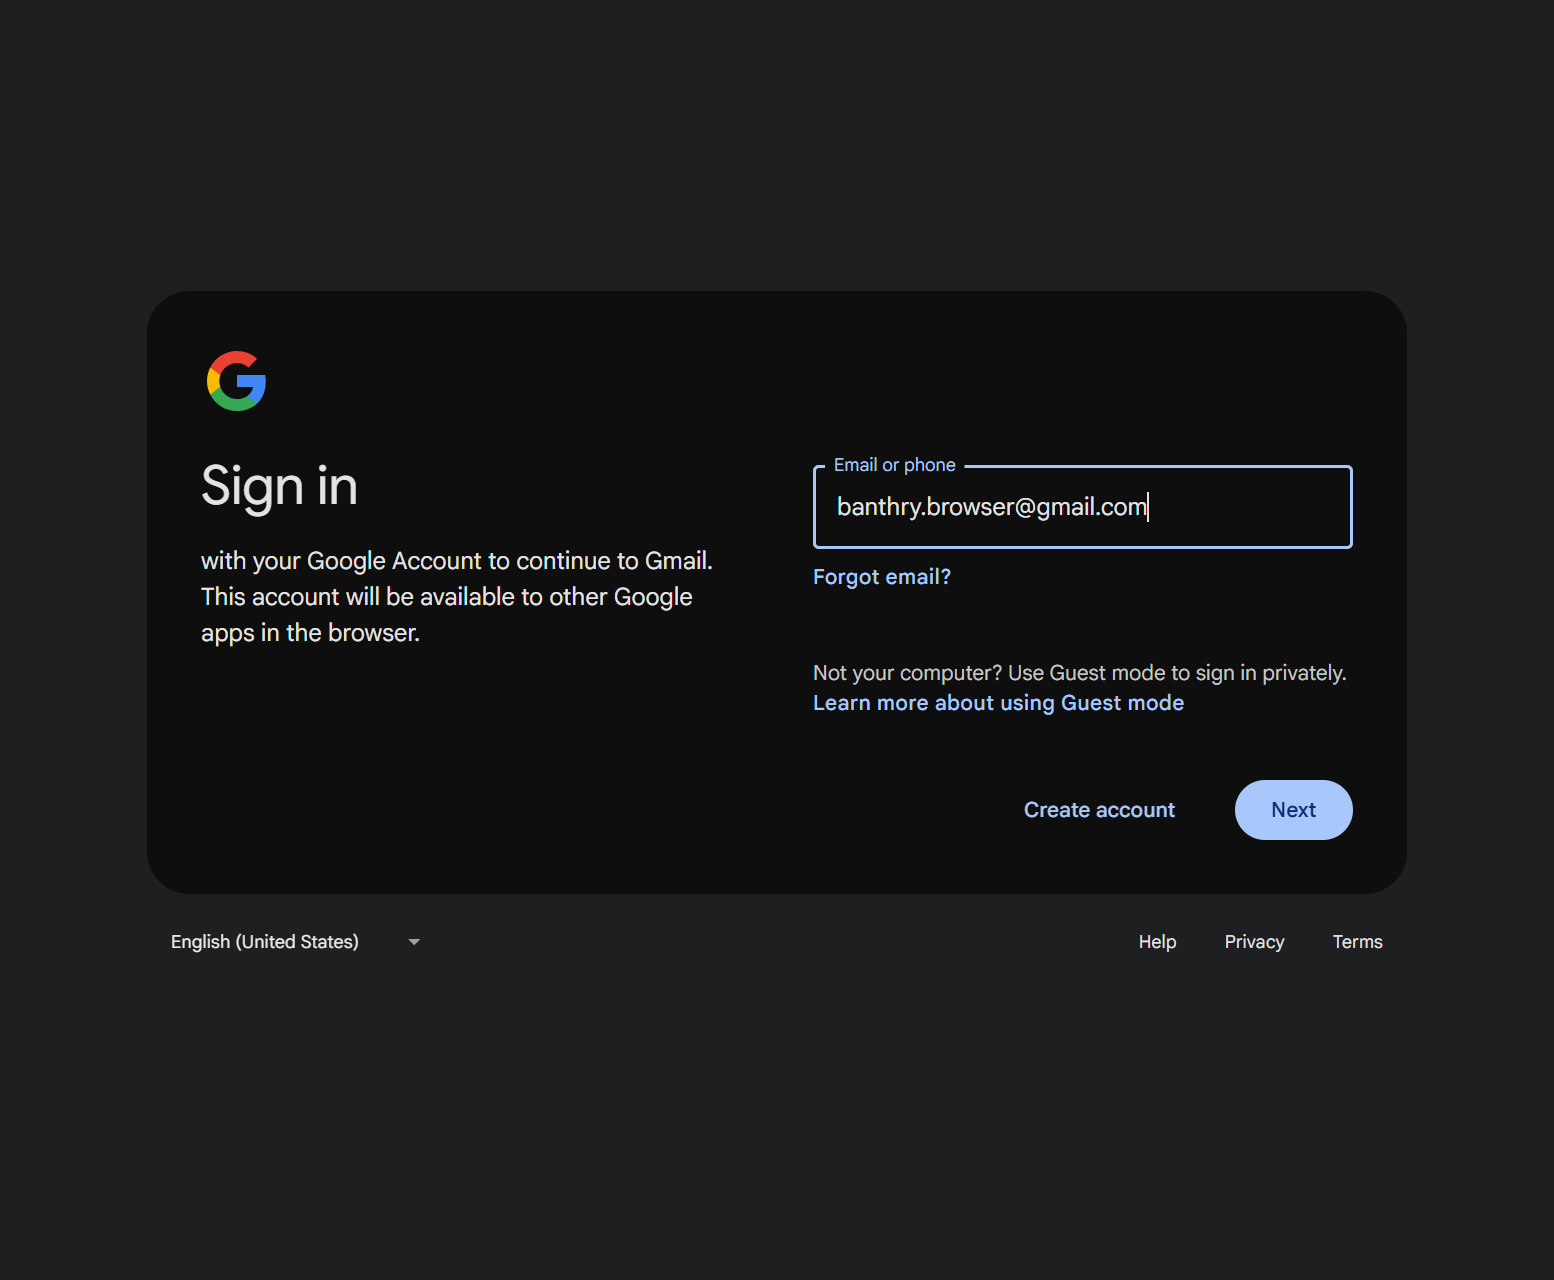 Sign in
with your Google Account to continue to Gmail.
This account will be available to other Google
apps in the browser.
Email or phone
banthry.browser@gmail.com
Forgot email?
Not your computer? Use Guest mode to sign in privately.
Learn more about using Guest mode
Create account
Next
English (United States)
Help
Privacy
Terms